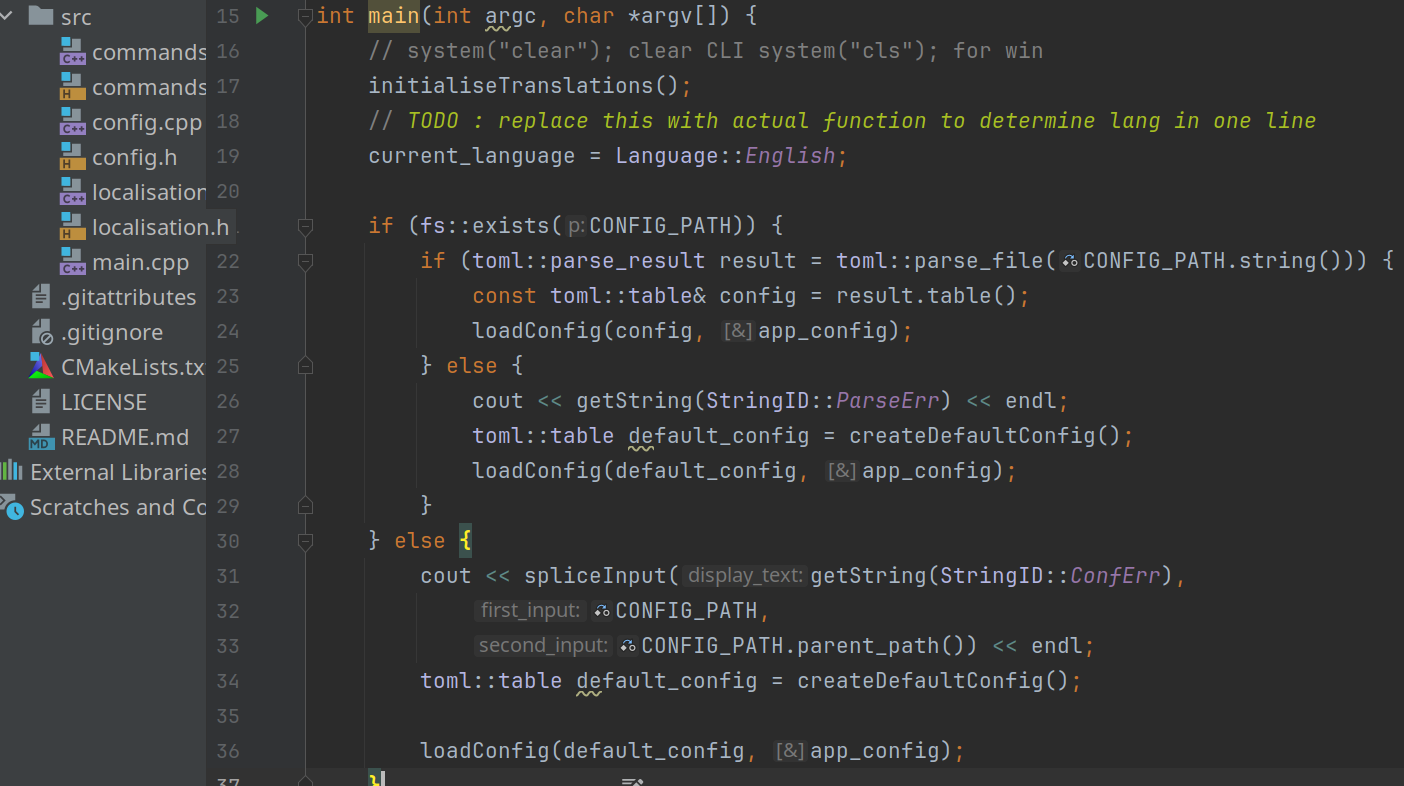 src
commands
commands
config.cpp
config.h
localisation
localisation.h
main.cpp
.gitattributes
.gitignore
CMakeLists.tx
LICENSE
README.md
External Libraries
Scratches and Co
15 int main(int argc, char *argv[]) {
16 // system("clear"); clear CLI system("cls"); for win
17 initialiseTranslations();
18 // TODO : replace this with actual function to determine lang in one line
19 current_language = Language::English;
20
if (fs::exists( p: CONFIG_PATH)) {
22 if (toml::parse_result result = toml::parse_file( CONFIG_PATH.string())) {
23 const toml::table& config = result.table();
24 loadConfig(config, [&] app_config);
25 } else {
26 cout << getString(StringID::ParseErr) << endl;
27 toml::table default_config = createDefaultConfig();
28 loadConfig(default_config, [&] app_config);
29 }
30 } else {
31 cout << spliceInput( display_text: getString(StringID::ConfErr),
32 first_input: CONFIG_PATH,
33 second_input: CONFIG_PATH.parent_path()) << endl;
34 toml::table default_config = createDefaultConfig();
35
36 loadConfig(default_config, [&] app_config);
37 }